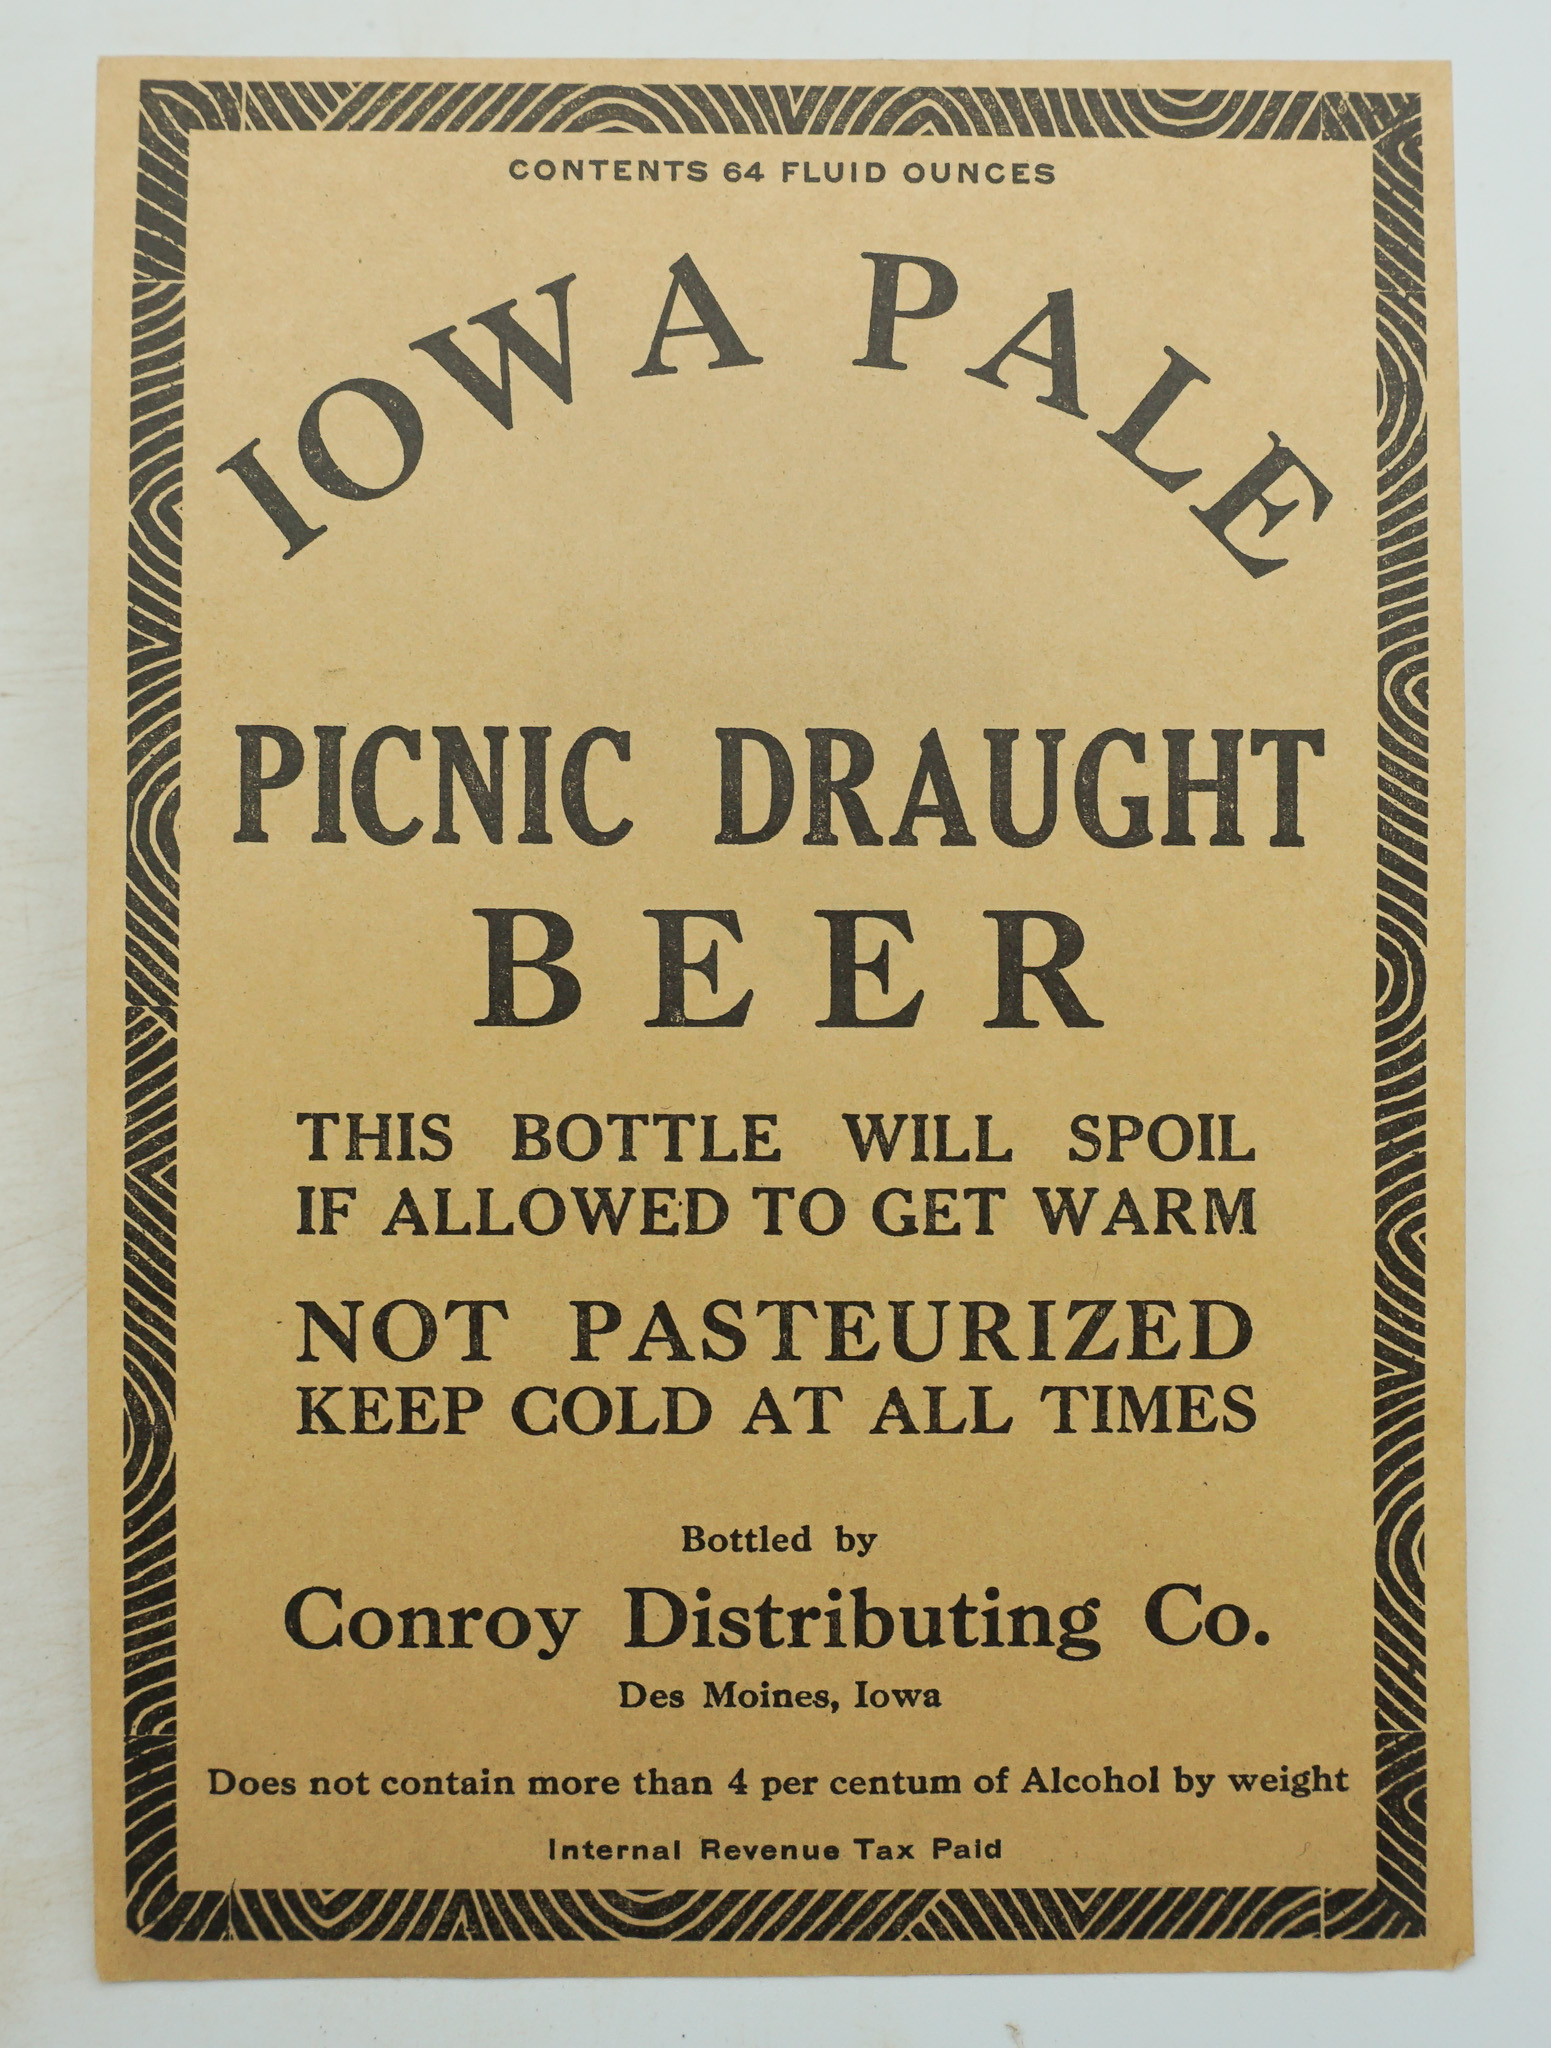 CONTENTS 64 FLUID OUNCES
IOWA PALE
PICNIC DRAUGHT
BEER
THIS BOTTLE WILL SPOIL
IF ALLOWED TO GET WARM
NOT PASTEURIZED
KEEP COLD AT ALL TIMES
Bottled by
Conroy Distributing Co.
Des Moines, Iowa
Does not contain more than 4 per centum of Alcohol by weight
Internal Revenue Tax Paid